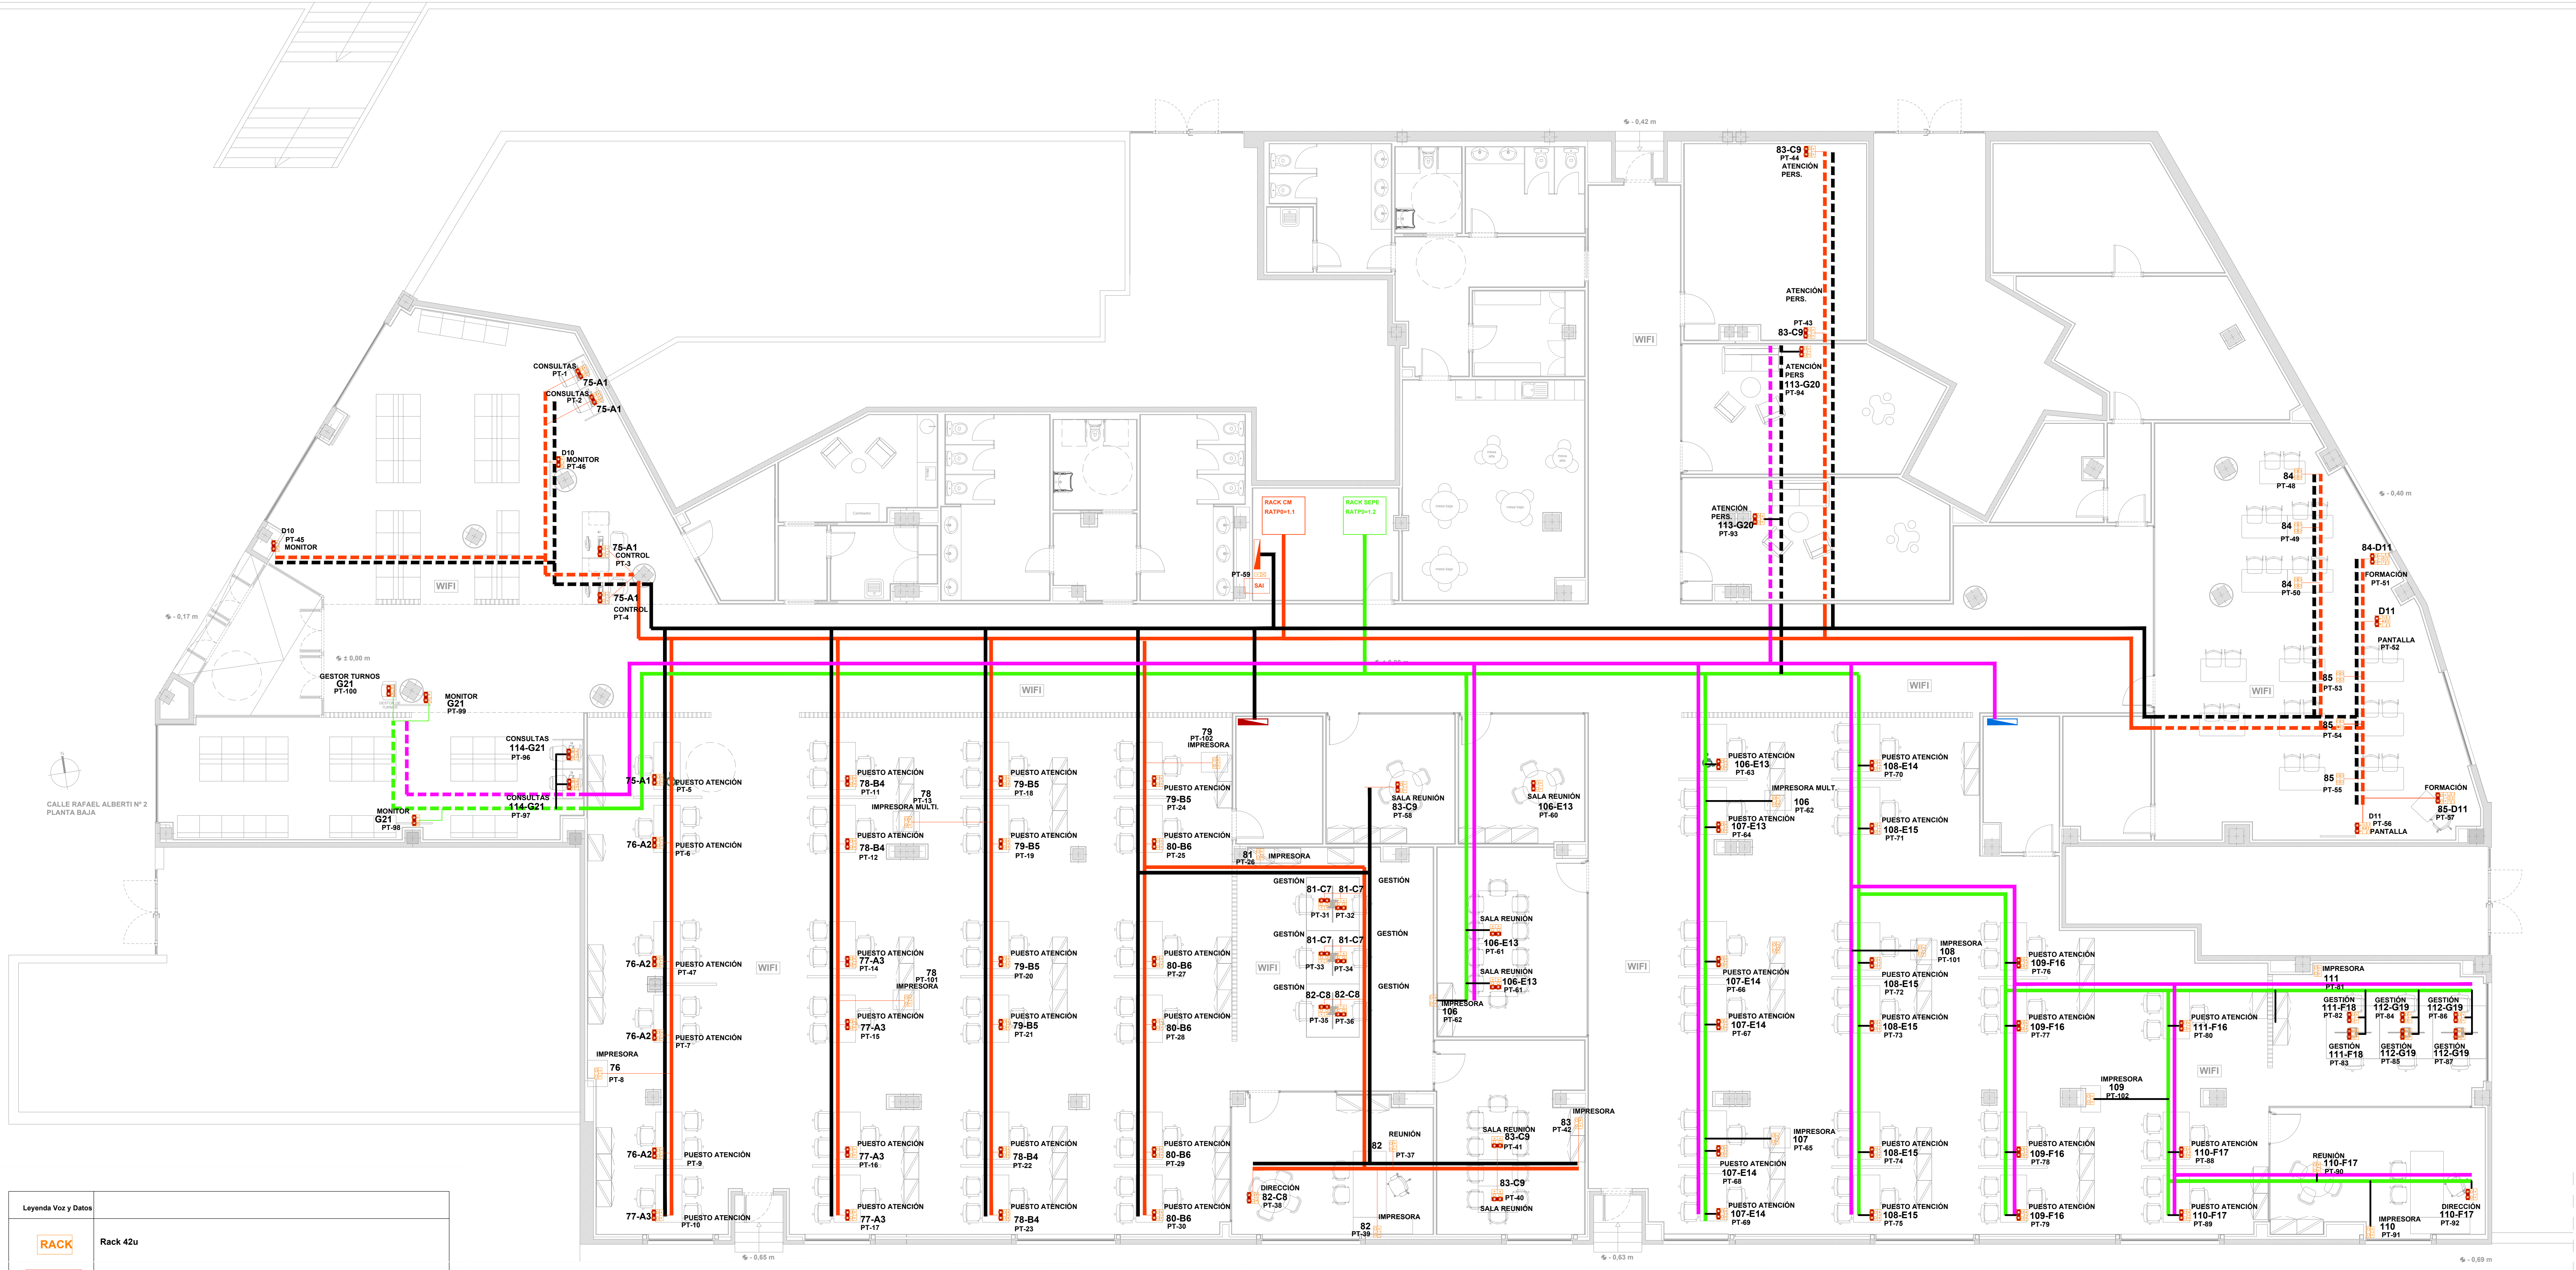 - 0,42 m
83-C9
PT-44
ATENCIÓN
PERS.
ATENCIÓN
PERS.
PT-43
83-C9
WIFI
ATENCIÓN
PERS
113-G20
PT-94
CONSULTAS
PT-1
75-A1
CONSULTAS
PT-2
75-A1
D10
MONITOR
PT-46
D10
PT-45
MONITOR
75-A1
CONTROL
PT-3
75-A1
CONTROL
PT-4
WIFI
- 0,17 m
± 0,00 m
RACK CM
RATP0=1.1
RACK SEPE
RATP0=1.2
PT-59
SAI
ATENCIÓN
PERS.
113-G20
PT-93
84
PT-48
84
PT-49
84
PT-50
- 0,40 m
84-D11
FORMACIÓN
PT-51
D11
PANTALLA
PT-52
85
PT-53
85
PT-54
85
PT-55
WIFI
FORMACIÓN
85-D11
PT-57
D11
PT-56
PANTALLA
GESTOR TURNOS
G21
PT-100
MONITOR
G21
PT-99
CONSULTAS
114-G21
PT-96
CONSULTAS
114-G21
PT-97
MONITOR
G21
PT-98
CALLE RAFAEL ALBERTI Nº 2
PLANTA BAJA
WIFI
WIFI
75-A1
PUESTO ATENCIÓN
PT-5
76-A2
PUESTO ATENCIÓN
PT-6
76-A2
PUESTO ATENCIÓN
PT-47
76-A2
PUESTO ATENCIÓN
PT-7
IMPRESORA
76
PT-8
76-A2
PUESTO ATENCIÓN
PT-9
77-A3
PUESTO ATENCIÓN
PT-10
WIFI
PUESTO ATENCIÓN
78-B4
PT-11
78
PT-13
IMPRESORA MULTI.
PUESTO ATENCIÓN
78-B4
PT-12
PUESTO ATENCIÓN
77-A3
PT-14
78
PT-101
IMPRESORA
PUESTO ATENCIÓN
77-A3
PT-15
PUESTO ATENCIÓN
77-A3
PT-16
PUESTO ATENCIÓN
77-A3
PT-17
PUESTO ATENCIÓN
79-B5
PT-18
PUESTO ATENCIÓN
79-B5
PT-19
PUESTO ATENCIÓN
79-B5
PT-20
PUESTO ATENCIÓN
79-B5
PT-21
PUESTO ATENCIÓN
78-B4
PT-22
PUESTO ATENCIÓN
78-B4
PT-23
79
PT-102
IMPRESORA
PUESTO ATENCIÓN
79-B5
PT-24
PUESTO ATENCIÓN
80-B6
PT-25
PUESTO ATENCIÓN
80-B6
PT-27
PUESTO ATENCIÓN
80-B6
PT-28
PUESTO ATENCIÓN
80-B6
PT-29
PUESTO ATENCIÓN
80-B6
PT-30
81
PT-26
IMPRESORA
SALA REUNIÓN
83-C9
PT-58
SALA REUNIÓN
106-E13
PT-60
GESTIÓN
GESTIÓN
81-C7
81-C7
PT-31
PT-32
GESTIÓN
GESTIÓN
81-C7
81-C7
PT-33
PT-34
WIFI
GESTIÓN
GESTIÓN
82-C8
82-C8
PT-35
PT-36
SALA REUNIÓN
106-E13
PT-61
SALA REUNIÓN
106-E13
PT-61
IMPRESORA
106
PT-62
WIFI
82
REUNIÓN
PT-37
IMPRESORA
83
PT-42
SALA REUNIÓN
83-C9
PT-41
83-C9
PT-40
SALA REUNIÓN
DIRECCIÓN
82-C8
PT-38
IMPRESORA
82
PT-39
PUESTO ATENCIÓN
106-E13
PT-63
IMPRESORA MULT.
106
PT-62
PUESTO ATENCIÓN
107-E13
PT-64
PUESTO ATENCIÓN
107-E14
PT-66
PUESTO ATENCIÓN
107-E14
PT-67
IMPRESORA
107
PT-65
PUESTO ATENCIÓN
107-E14
PT-68
PUESTO ATENCIÓN
107-E14
PT-69
PUESTO ATENCIÓN
108-E14
PT-70
PUESTO ATENCIÓN
108-E15
PT-71
IMPRESORA
108
PT-101
PUESTO ATENCIÓN
108-E15
PT-72
PUESTO ATENCIÓN
108-E15
PT-73
PUESTO ATENCIÓN
108-E15
PT-74
PUESTO ATENCIÓN
108-E15
PT-75
PUESTO ATENCIÓN
109-F16
PT-76
PUESTO ATENCIÓN
109-F16
PT-77
IMPRESORA
109
PT-102
PUESTO ATENCIÓN
109-F16
PT-78
PUESTO ATENCIÓN
109-F16
PT-79
PUESTO ATENCIÓN
111-F16
PT-80
WIFI
PUESTO ATENCIÓN
110-F17
PT-88
PUESTO ATENCIÓN
110-F17
PT-89
IMPRESORA
111
PT-81
GESTIÓN
111-F18
PT-82
GESTIÓN
112-G19
PT-84
GESTIÓN
112-G19
PT-86
GESTIÓN
111-F18
PT-83
GESTIÓN
112-G19
PT-85
GESTIÓN
112-G19
PT-87
REUNIÓN
110-F17
PT-90
DIRECCIÓN
110-F17
PT-92
IMPRESORA
110
PT-91
- 0,65 m
- 0,63 m
- 0,69 m
Leyenda Voz y Datos
RACK
Rack 42u